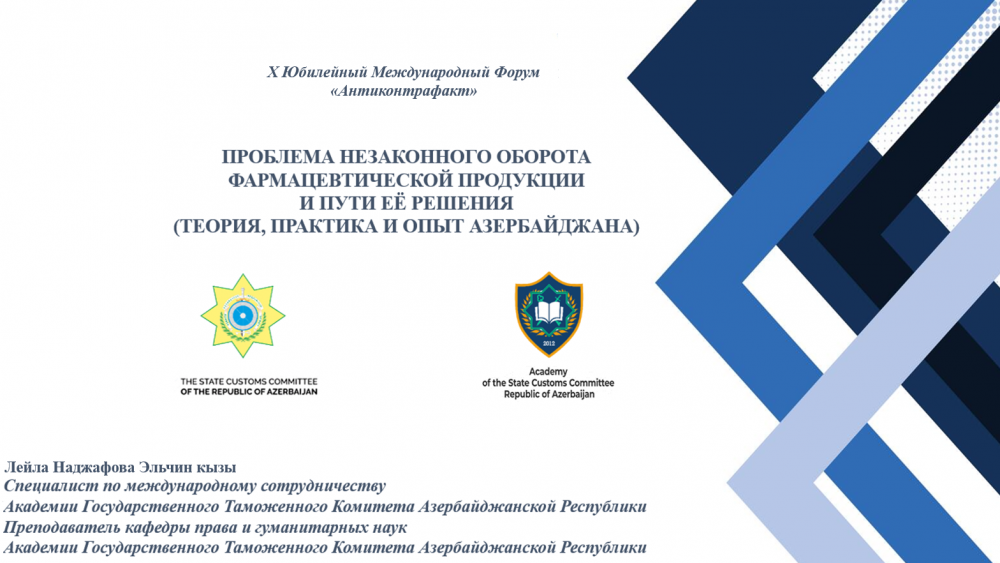 X Юбилейный Международный Форум
«Антиконтрафакт»
ПРОБЛЕМА НЕЗАКОННОГО ОБОРОТА
ФАРМАЦЕВТИЧЕСКОЙ ПРОДУКЦИИ
И ПУТИ ЕЁ РЕШЕНИЯ
(ТЕОРИЯ, ПРАКТИКА И ОПЫТ АЗЕРБАЙДЖАНА)
THE STATE CUSTOMS COMMITTEE
OF THE REPUBLIC OF AZERBAIJAN
2012
Academy
of the State Customs Committee
Republic of Azerbaijan
Лейла Наджафова Эльчин кызы
Специалист по международному сотрудничеству
Академии Государственного Таможенного Комитета Азербайджанской Республики
Преподаватель кафедры права и гуманитарных наук
Академии Государственного Таможенного Комитета Азербайджанской Республики